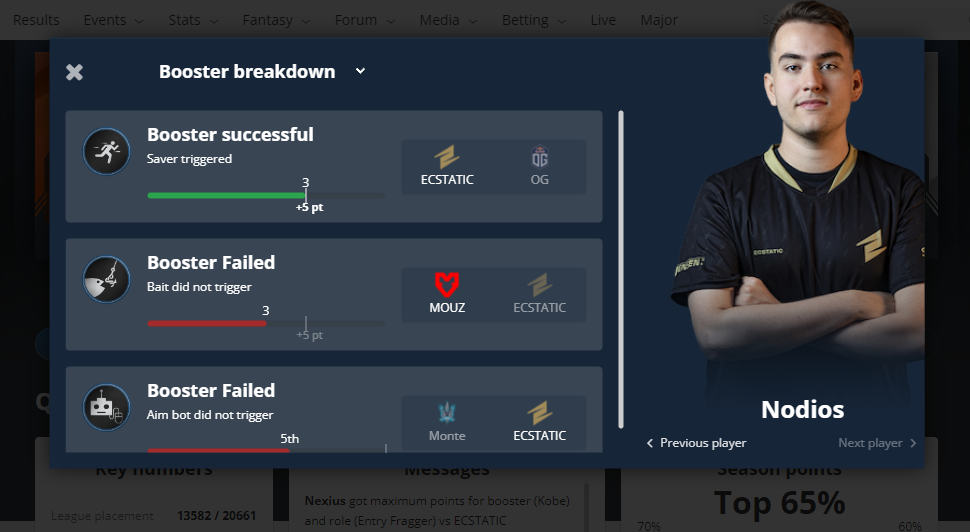 Results Events Stats Fantasy Forum Media Betting Live Major
Booster breakdown
Booster successful
Saver triggered
3
+5 pt
ECSTATIC OG
Booster Failed
Bait did not trigger
3
+5 pt
MOUZ ECSTATIC
Booster Failed
Aim bot did not trigger
5th
Monte ECSTATIC
ECSTATIC
Nodios
Previous player Next player
Key numbers
League placement 13582 / 20661
Messages
Nexius got maximum points for booster (Kobe)
and role (Entry Fragger) vs ECSTATIC
Season points
Top 65%
70% 60%